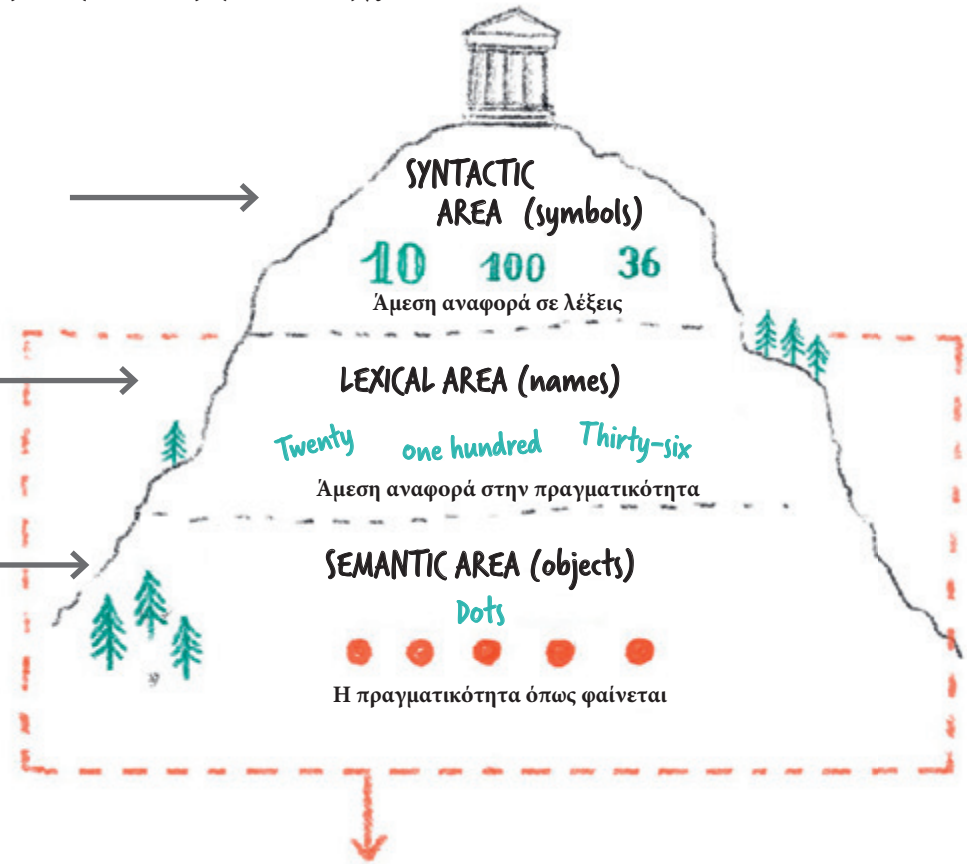 SYNTACTIC
AREA (symbols)
10 100 36
Άμεση αναφορά σε λέξεις
LEXICAL AREA (names)
Twenty one hundred Thirty-six
Άμεση αναφορά στην πραγματικότητα
SEMANTIC AREA (objects)
Dots
Η πραγματικότητα όπως φαίνεται